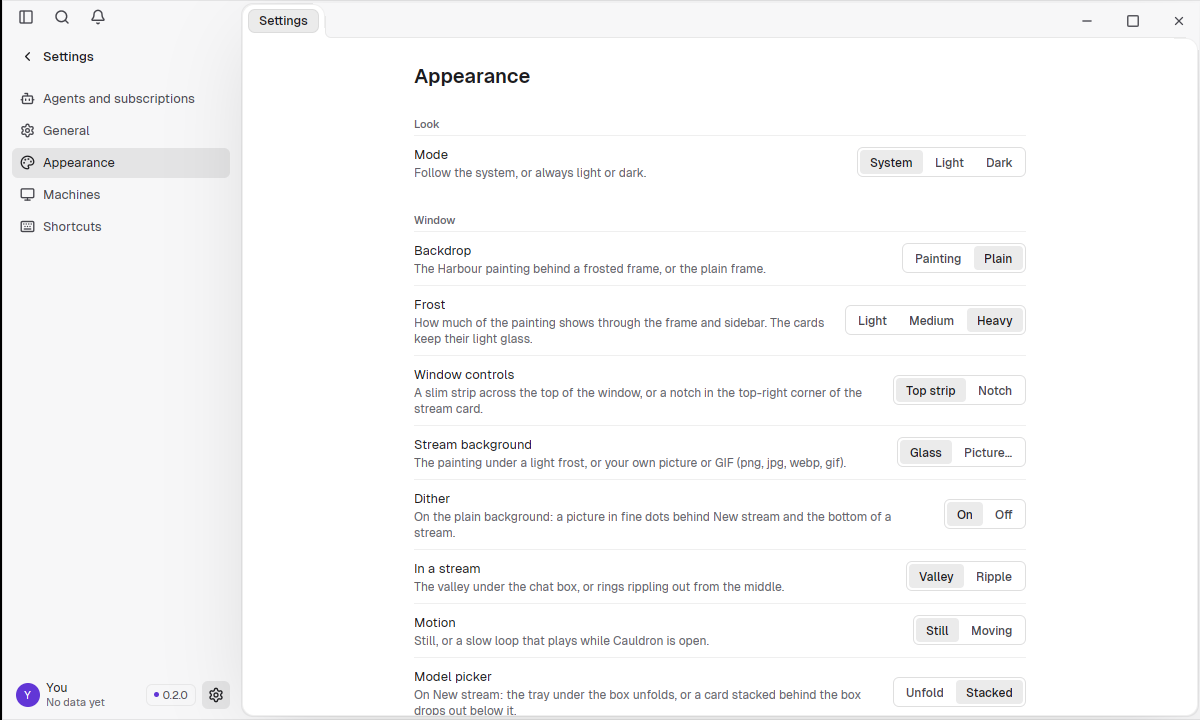 Settings
Settings
Agents and subscriptions
General
Appearance
Machines
Shortcuts
Appearance
Look
Mode
Follow the system, or always light or dark.
System Light Dark
Window
Backdrop
The Harbour painting behind a frosted frame, or the plain frame.
Painting Plain
Frost
How much of the painting shows through the frame and sidebar. The cards
keep their light glass.
Light Medium Heavy
Window controls
A slim strip across the top of the window, or a notch in the top-right corner of the
stream card.
Top strip Notch
Stream background
The painting under a light frost, or your own picture or GIF (png, jpg, webp, gif).
Glass Picture…
Dither
On the plain background: a picture in fine dots behind New stream and the bottom of a
stream.
On Off
In a stream
The valley under the chat box, or rings rippling out from the middle.
Valley Ripple
Motion
Still, or a slow loop that plays while Cauldron is open.
Still Moving
Model picker
On New stream: the tray under the box unfolds, or a card stacked behind the box
drops out below it.
Unfold Stacked
Y
You
No data yet
0.2.0